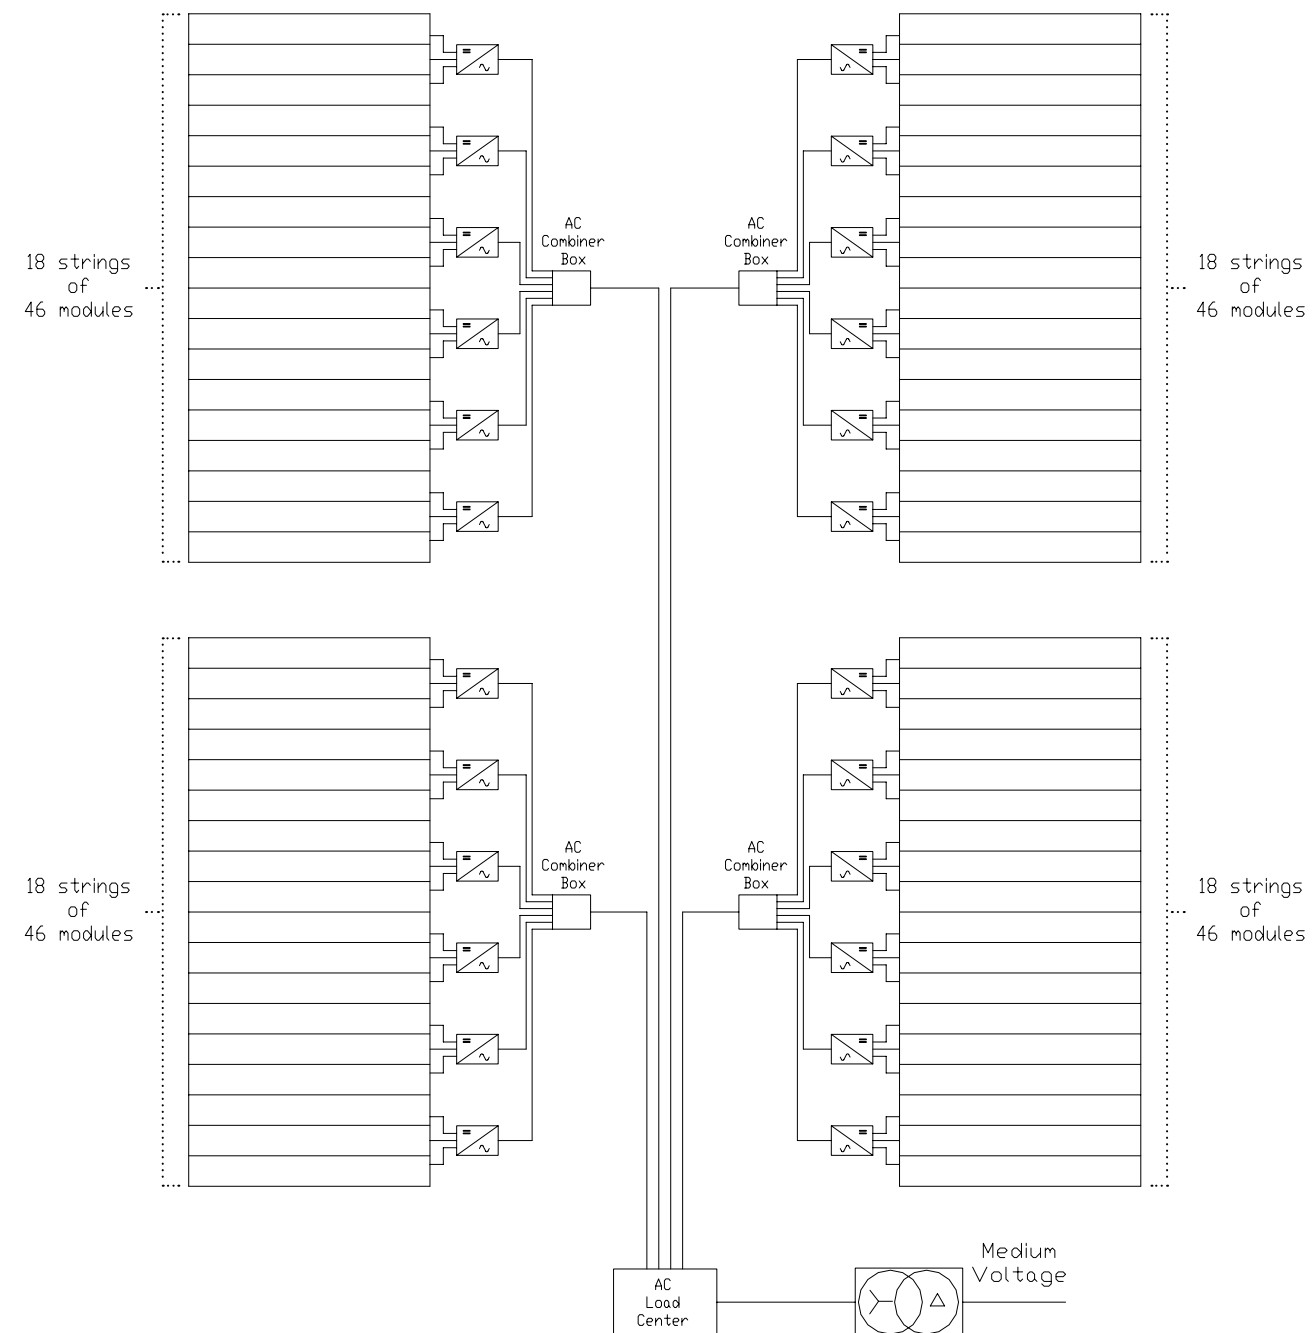 AC
Combiner
Box
AC
Combiner
Box
18 strings
of
46 modules
18 strings
of
46 modules
AC
Combiner
Box
AC
Combiner
Box
18 strings
of
46 modules
18 strings
of
46 modules
Medium
Voltage
AC
Load
Center